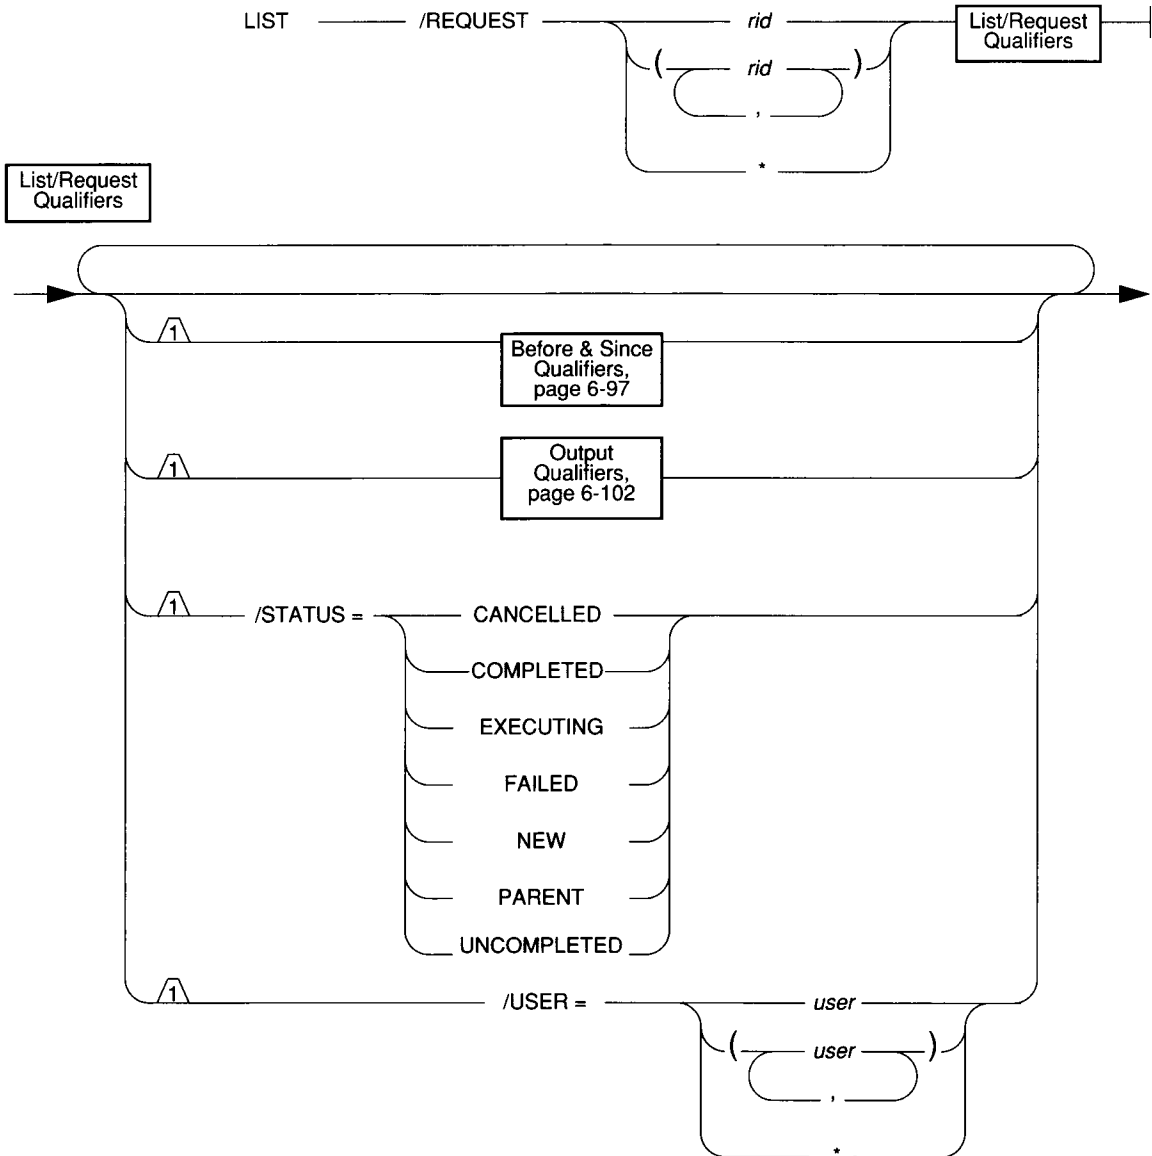 LIST /REQUEST rid List/Request
Qualifiers
( rid )
,
*
List/Request
Qualifiers
1
Before & Since
Qualifiers,
page 6-97
1
Output
Qualifiers,
page 6-102
1 /STATUS = CANCELLED
COMPLETED
EXECUTING
FAILED
NEW
PARENT
UNCOMPLETED
1 /USER = user
( user )
,
*